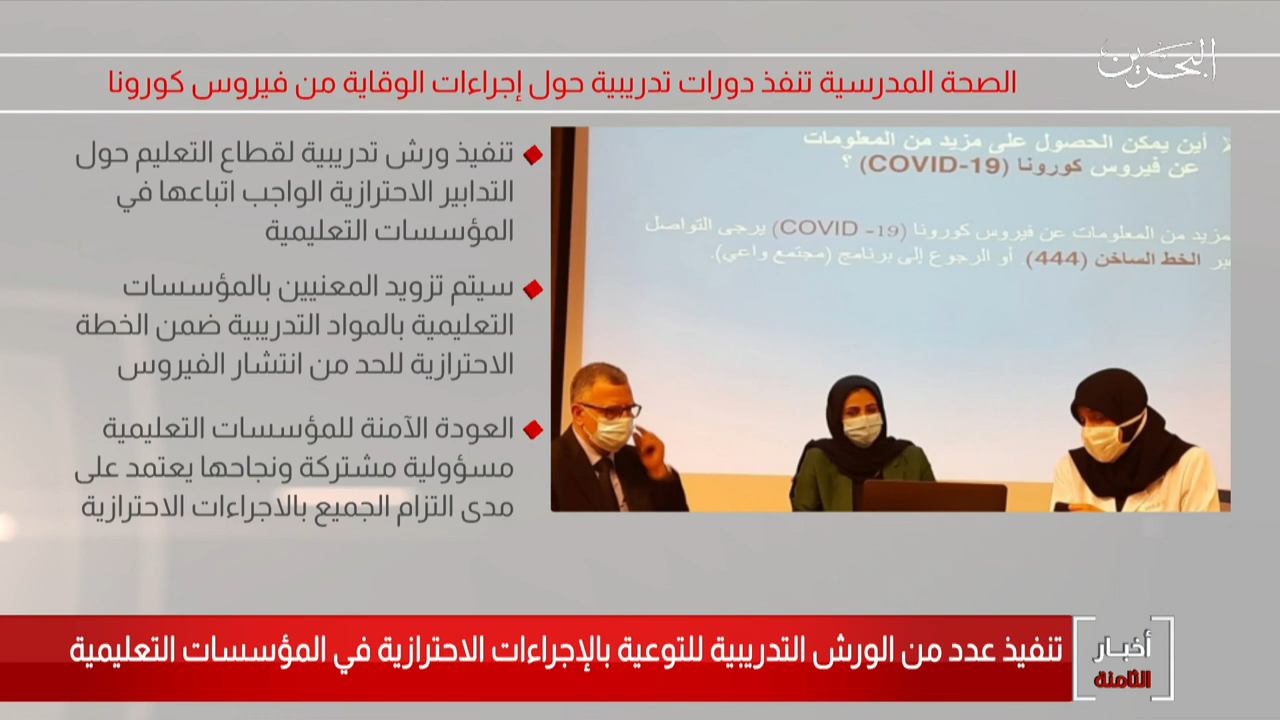 البحرين
الصحة المدرسية تنفذ دورات تدريبية حول إجراءات الوقاية من فيروس كورونا
أين يمكن الحصول على مزيد من المعلومات
عن فيروس كورونا (COVID-19) ؟
مزيد من المعلومات عن فيروس كورونا (COVID -19) يرجى التواصل
الخط الساخن (444) أو الرجوع إلى برنامج (مجتمع واعي).
تنفيذ ورش تدريبية لقطاع التعليم حول
التدابير الاحترازية الواجب اتباعها في
المؤسسات التعليمية
سيتم تزويد المعنيين بالمؤسسات
التعليمية بالمواد التدريبية ضمن الخطة
الاحترازية للحد من انتشار الفيروس
العودة الآمنة للمؤسسات التعليمية
مسؤولية مشتركة ونجاحها يعتمد على
مدى التزام الجميع بالاجراءات الاحترازية
أخبار
الثامنة
تنفيذ عدد من الورش التدريبية للتوعية بالإجراءات الاحترازية في المؤسسات التعليمية